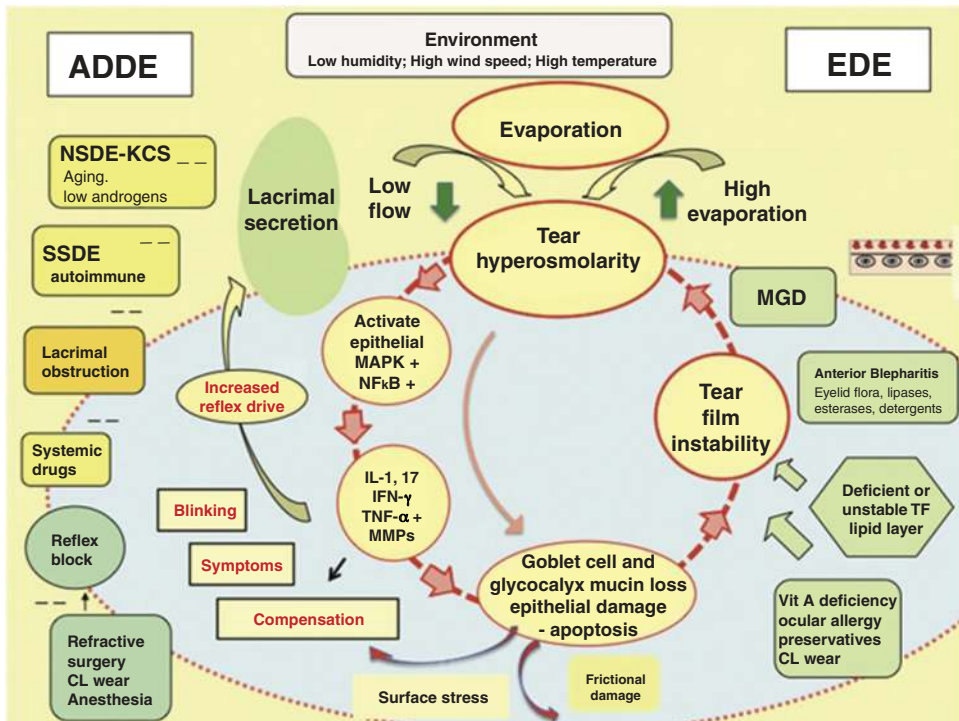 Environment
Low humidity; High wind speed; High temperature
ADDE
EDE
Evaporation
NSDE-KCS _ _
Aging.
low androgens
Lacrimal
secretion
Low
flow
High
evaporation
_ _
SSDE
autoimmune
Tear
hyperosmolarity
MGD
_ _
Lacrimal
obstruction
Activate
epithelial
MAPK +
NFkB +
Increased
reflex drive
Tear
film
instability
Anterior Blepharitis
Eyelid flora, lipases,
esterases, detergents
_ _
Systemic
drugs
IL-1, 17
IFN-γ
TNF-α +
MMPs
Blinking
Deficient or
unstable TF
lipid layer
Reflex
block
Symptoms
Goblet cell and
glycocalyx mucin loss
epithelial damage
- apoptosis
Compensation
_ _
Vit A deficiency
ocular allergy
preservatives
CL wear
Refractive
surgery
CL wear
Anesthesia
Surface stress
Frictional
damage